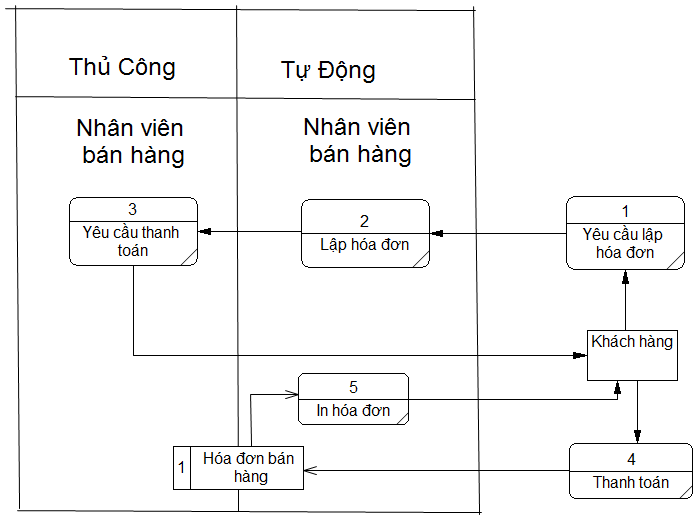 Thủ Công
Tự Động
Nhân viên
bán hàng
Nhân viên
bán hàng
3
Yêu cầu thanh
toán
2
Lập hóa đơn
1
Yêu cầu lập
hóa đơn
Khách hàng
5
In hóa đơn
1
Hóa đơn bán
hàng
4
Thanh toán